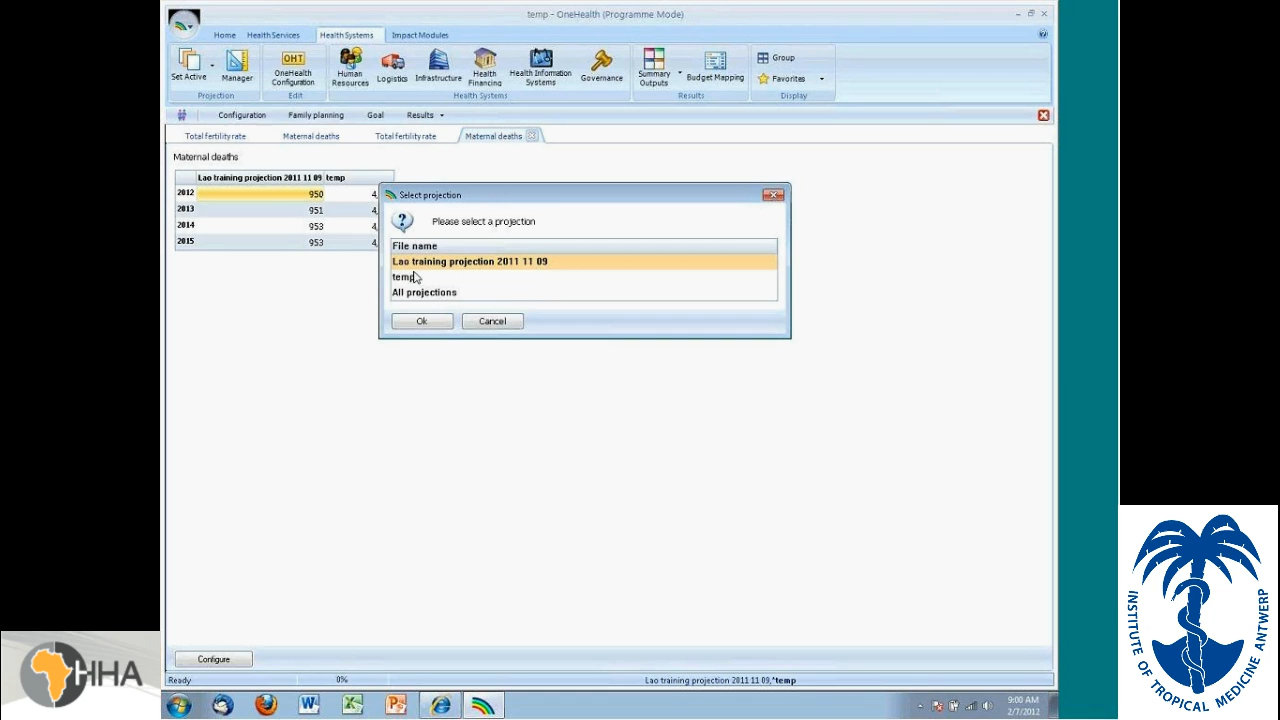 temp - OneHealth (Programme Mode)
Home Health Services Health Systems Impact Modules
Set Active Manager OneHealth Configuration Human Resources Logistics Infrastructure Health Financing Health Information Systems Governance Summary Outputs Budget Mapping Group Favorites
OHT
Projection Edit Health Systems Results Display
Configuration Family planning Goal Results
Total fertility rate Maternal deaths Total fertility rate Maternal deaths
Maternal deaths
Lao training projection 2011 11 09 temp
2012 950 4,
2013 951 4,
2014 953 4,
2015 953 4,
Select projection
Please select a projection
File name
Lao training projection 2011 11 09
temp
All projections
Ok Cancel
Configure
Ready 0% Lao training projection 2011 11 09,*temp
9:00 AM
2/7/2012
HHA
INSTITUTE OF TROPICAL MEDICINE ANTWERP